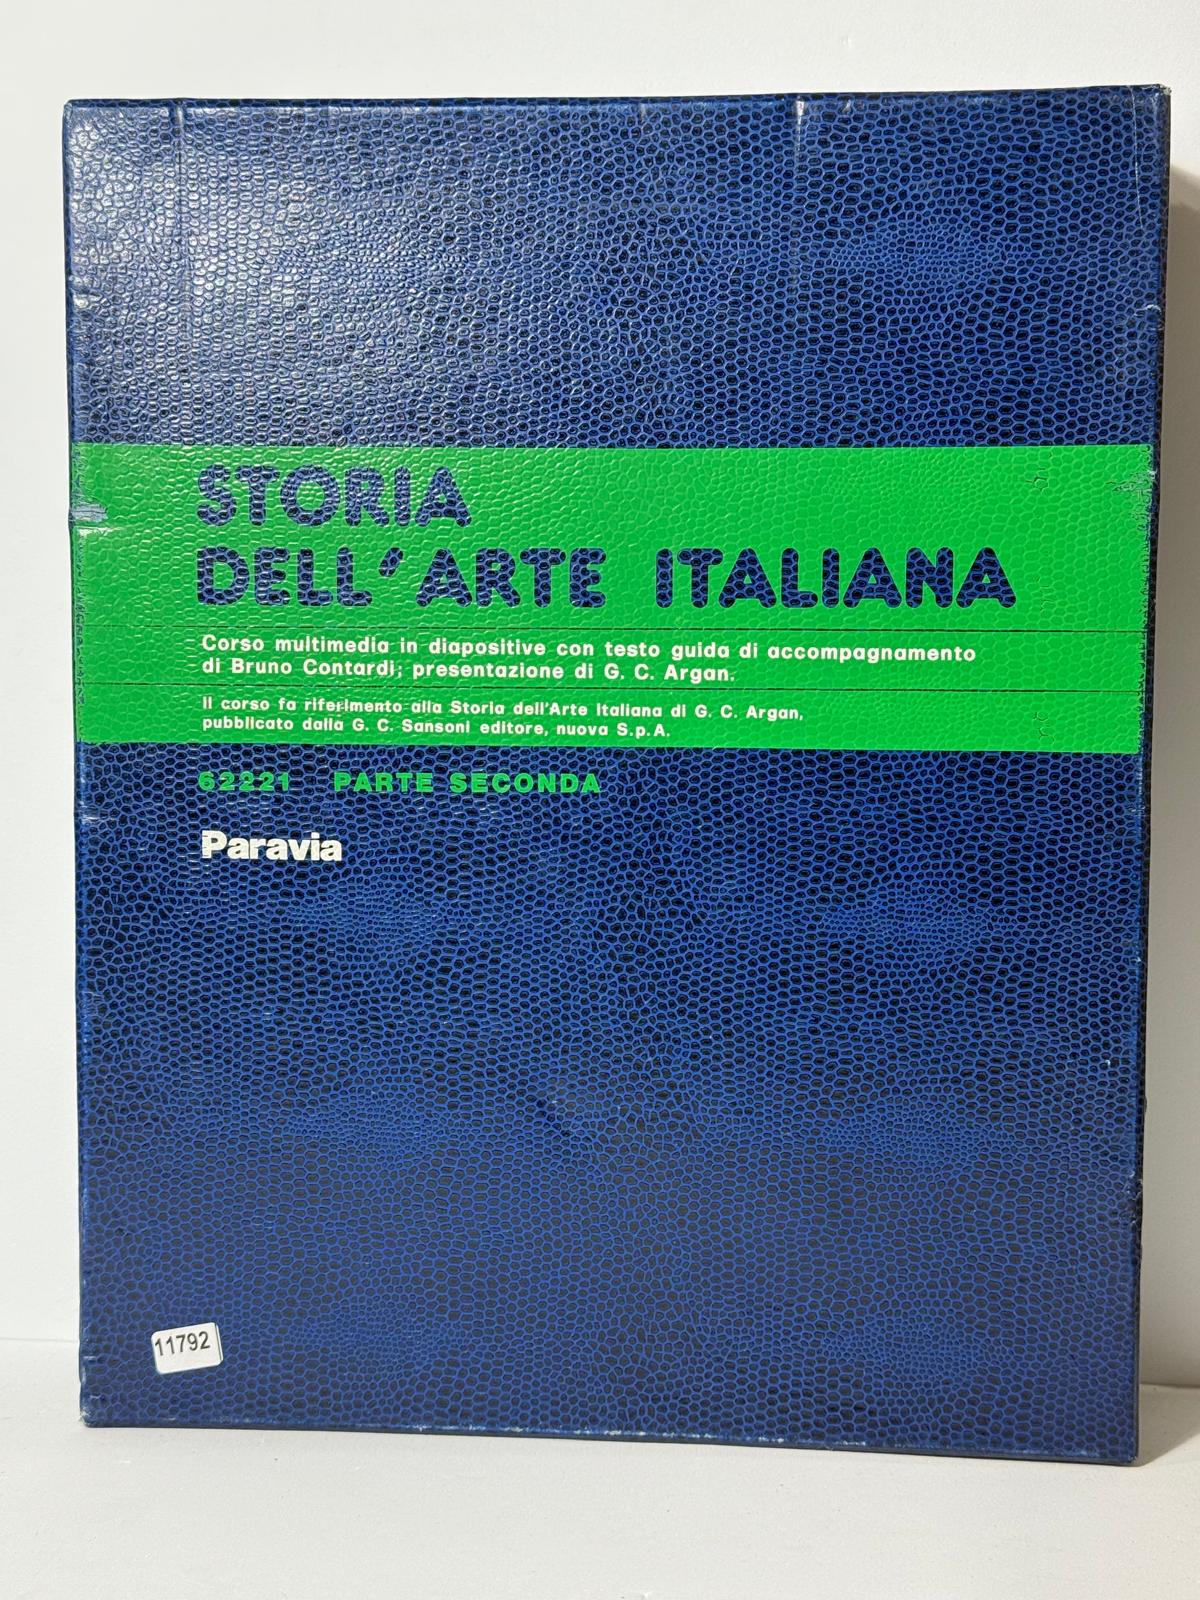 STORIA
DELL'ARTE ITALIANA
Corso multimedia in diapositive con testo guida di accompagnamento
di Bruno Contardi; presentazione di G. C. Argan.
Il corso fa riferimento alla Storia dell'Arte Italiana di G. C. Argan,
pubblicato dalla G. C. Sansoni editore, nuova S.p.A.
62221 PARTE SECONDA
Paravia
11792